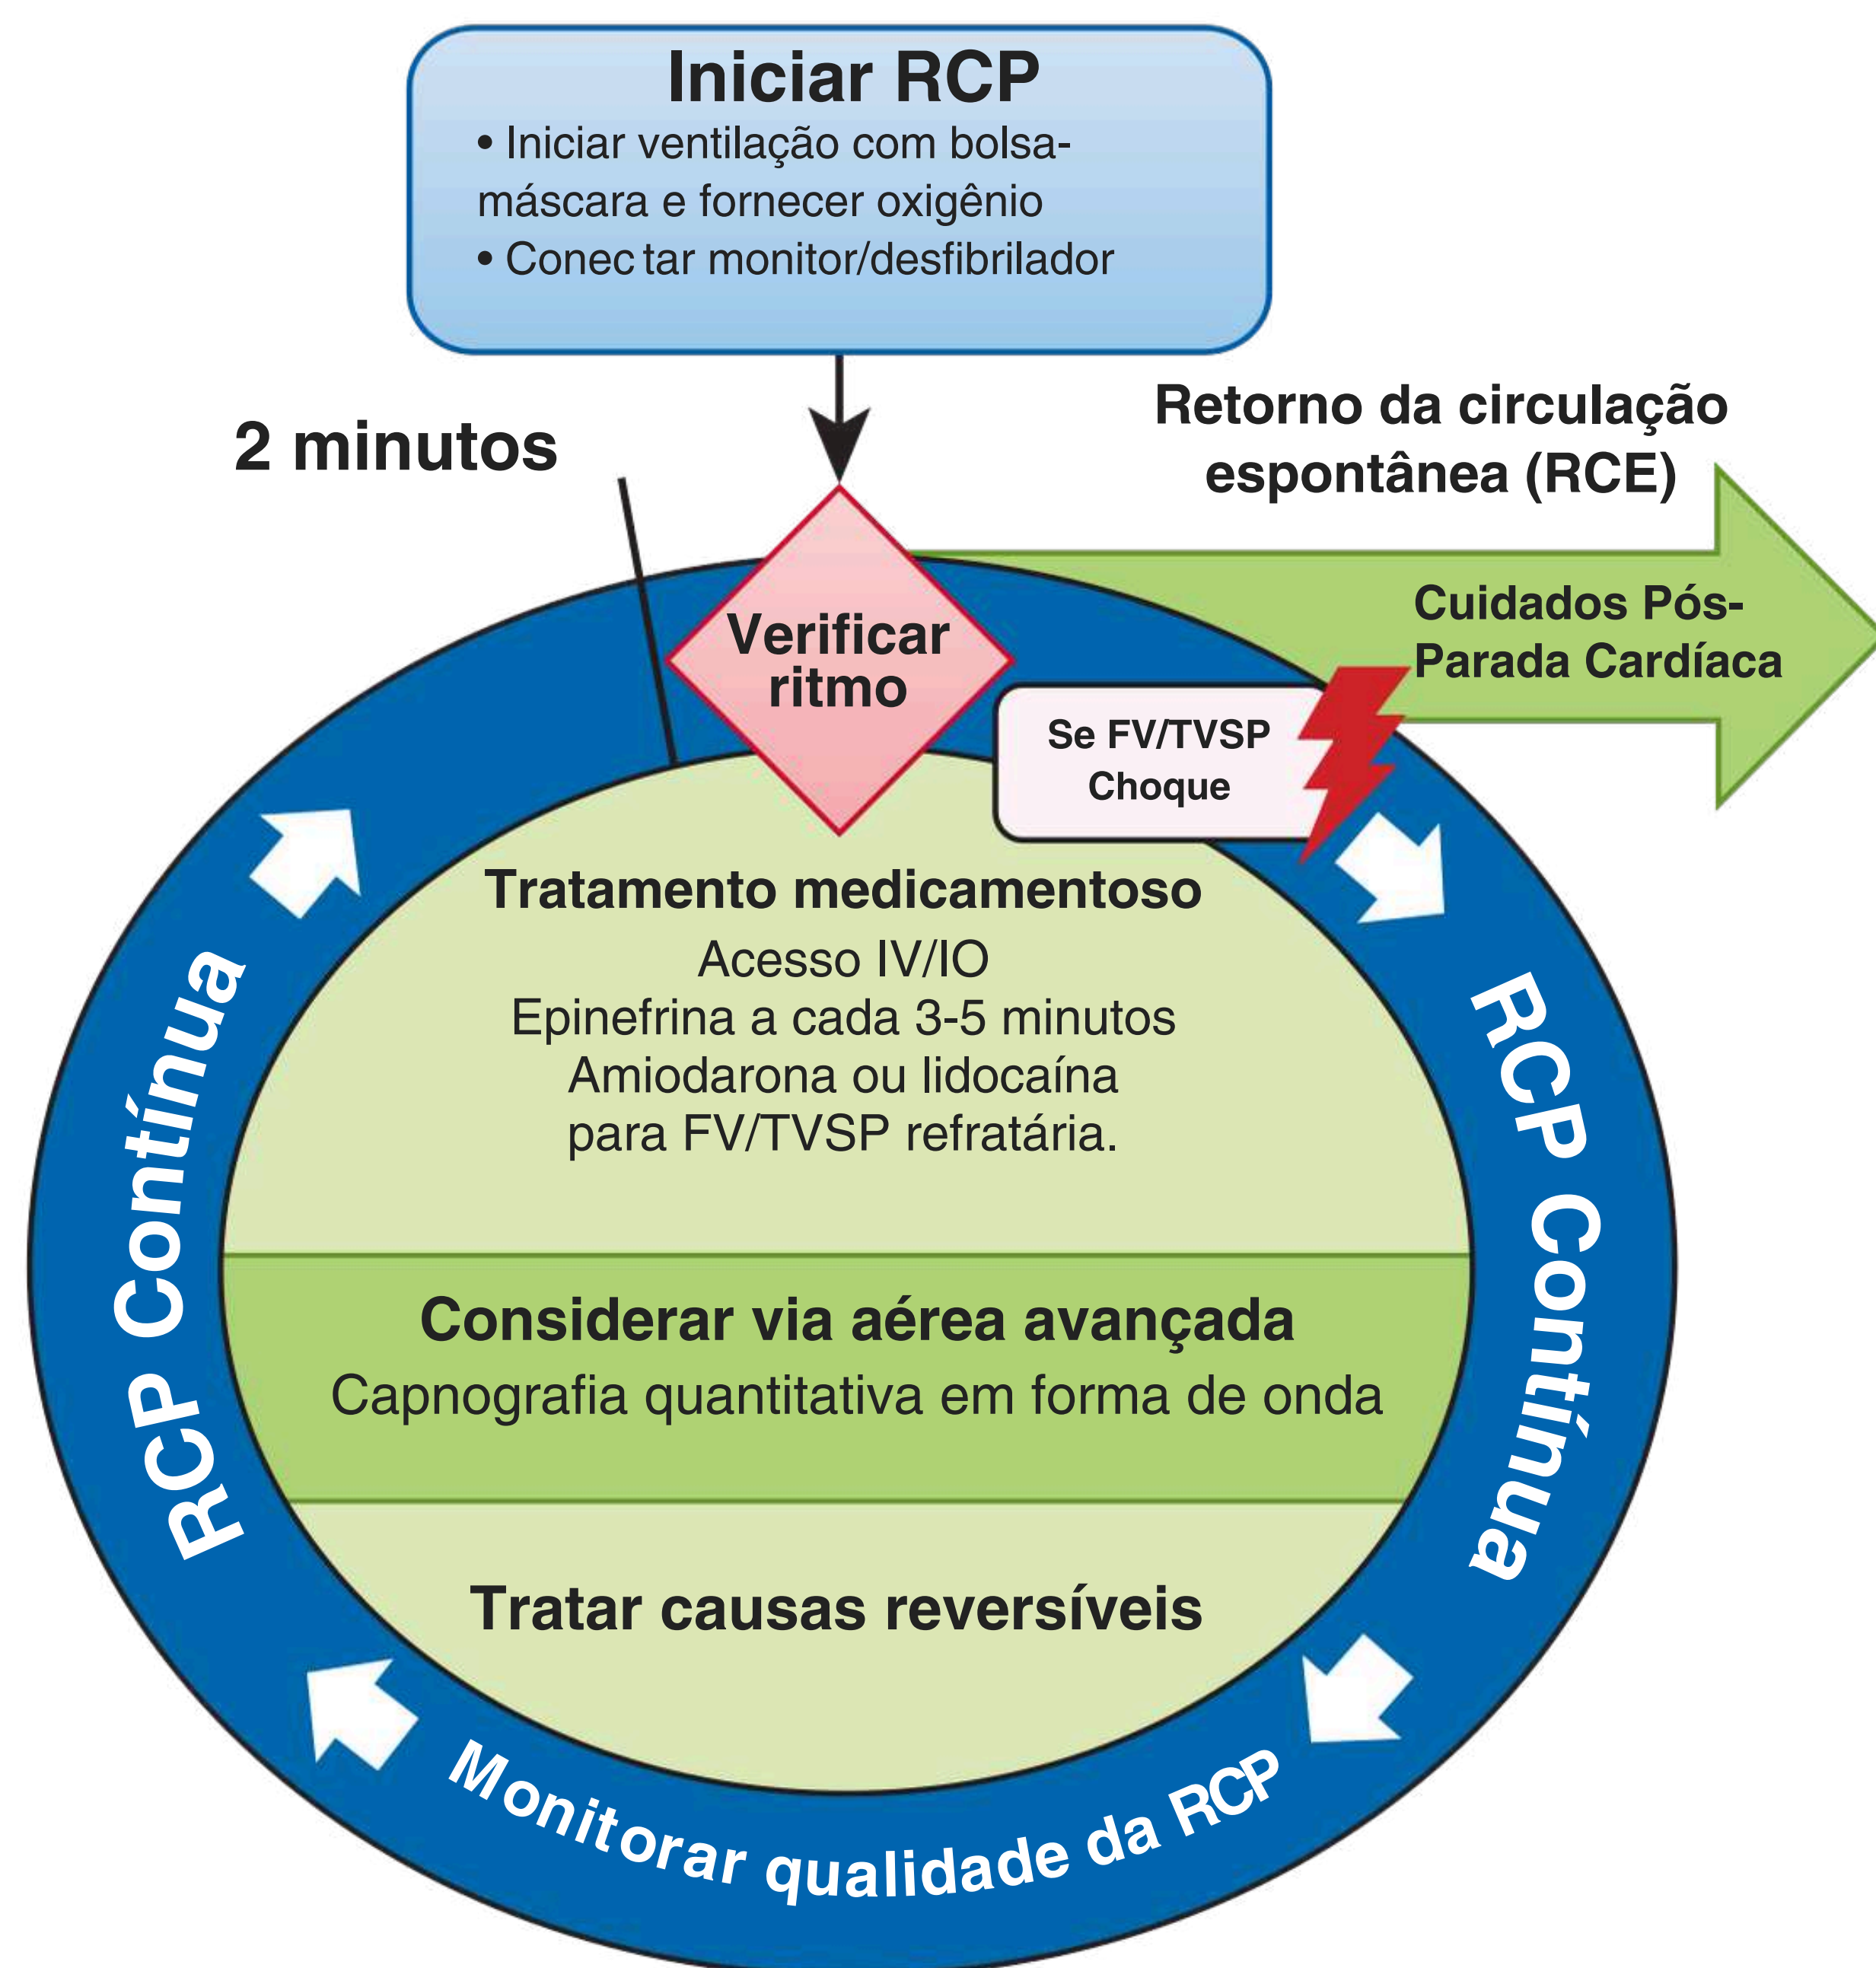 Iniciar RCP
• Iniciar ventilação com bolsa-
máscara e fornecer oxigênio
• Conectar monitor/desfibrilador
2 minutos
Retorno da circulação
espontânea (RCE)
Verificar
ritmo
Cuidados Pós-
Parada Cardíaca
Se FV/TVSP
Choque
Tratamento medicamentoso
Acesso IV/IO
Epinefrina a cada 3-5 minutos
Amiodarona ou lidocaína
para FV/TVSP refratária.
Considerar via aérea avançada
Capnografia quantitativa em forma de onda
Tratar causas reversíveis
RCP Contínua
Monitorar qualidade da RCP
RCP Contínua